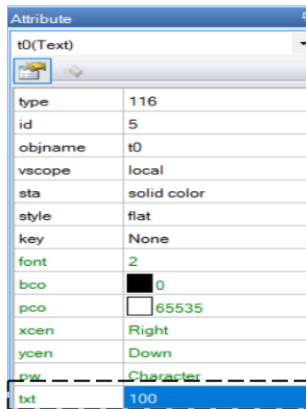 Attribute
t0(Text)
type 116
id 5
objname t0
vscope local
sta solid color
style flat
key None
font 2
bco 0
pco 65535
xcen Right
ycen Down
pw Character
txt 100